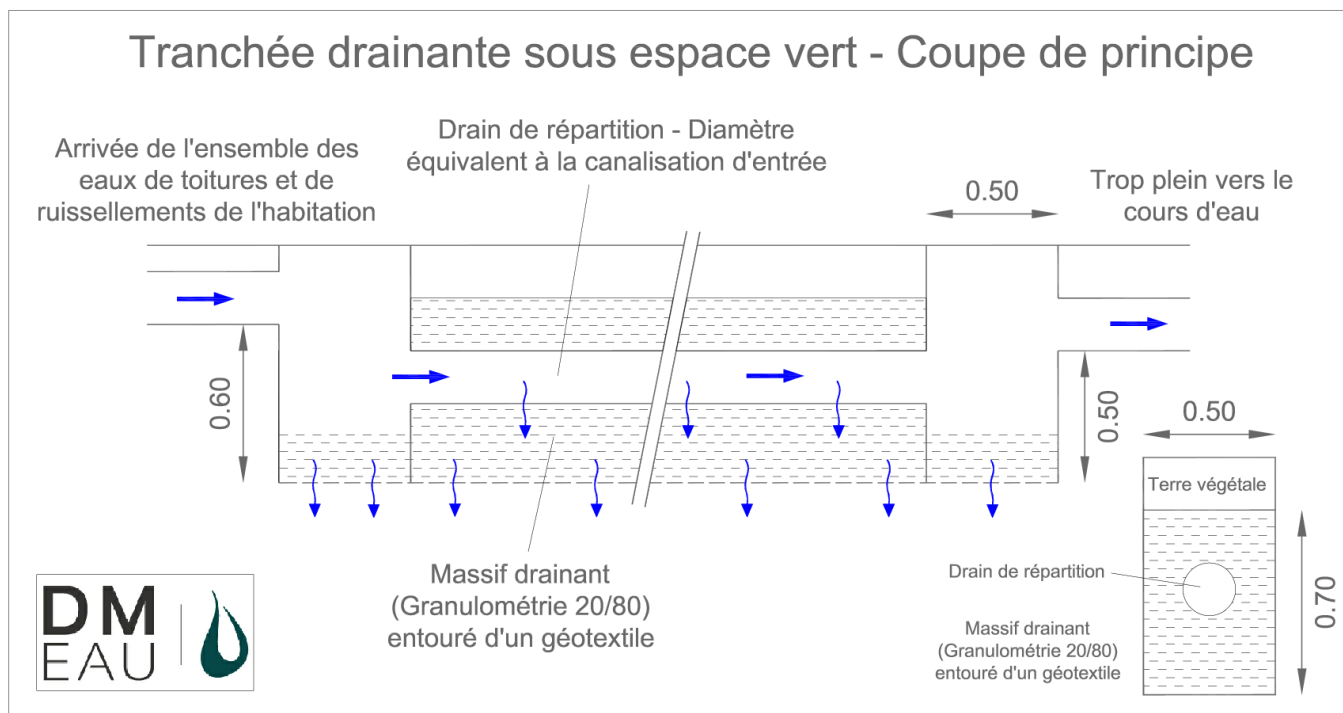 Tranchée drainante sous espace vert - Coupe de principe
Arrivée de l'ensemble des
eaux de toitures et de
ruissellements de l'habitation
Drain de répartition - Diamètre
équivalent à la canalisation d'entrée
0.50
Trop plein vers le
cours d'eau
0.60
0.50
0.50
Terre végétale
Drain de répartition
0.70
Massif drainant
(Granulométrie 20/80)
entouré d'un géotextile
Massif drainant
(Granulométrie 20/80)
entouré d'un géotextile
DM
EAU